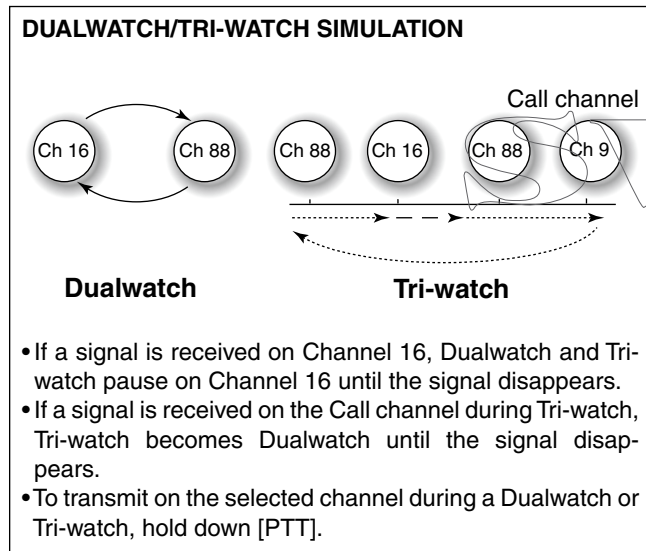 DUALWATCH/TRI-WATCH SIMULATION
Call channel
Ch 16
Ch 88
Ch 88
Ch 16
Ch 88
Ch 9
Dualwatch
Tri-watch
•If a signal is received on Channel 16, Dualwatch and Tri-
watch pause on Channel 16 until the signal disappears.
•If a signal is received on the Call channel during Tri-watch,
Tri-watch becomes Dualwatch until the signal disap-
pears.
•To transmit on the selected channel during a Dualwatch or
Tri-watch, hold down [PTT].